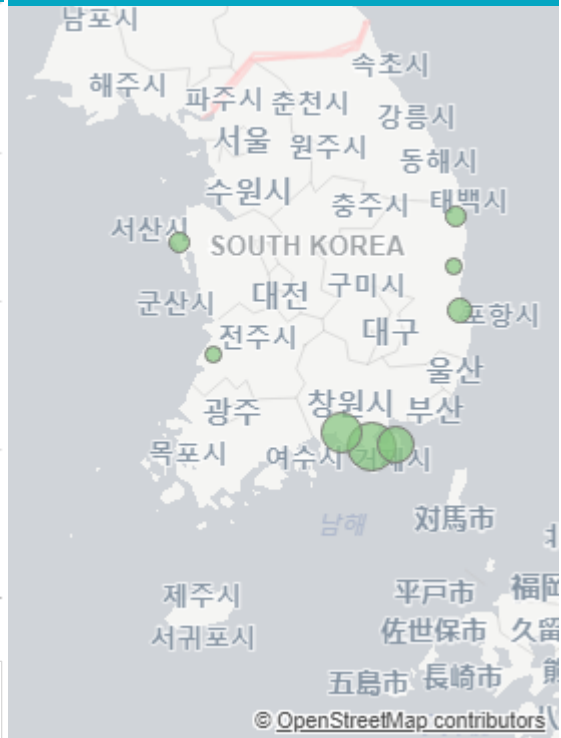 남포시
속초시
해주시
파주시 춘천시
강릉시
서울 원주시
동해시
수원시
충주시 태백시
서산시
SOUTH KOREA
대전 구미시
군산시
포항시
전주시 대구
울산
광주 창원시 부산
목포시 여수시 거제시
남해
対馬市
제주시 平戸市 福岡
서귀포시 佐世保市 久留
五島市 長崎市
© OpenStreetMap contributors